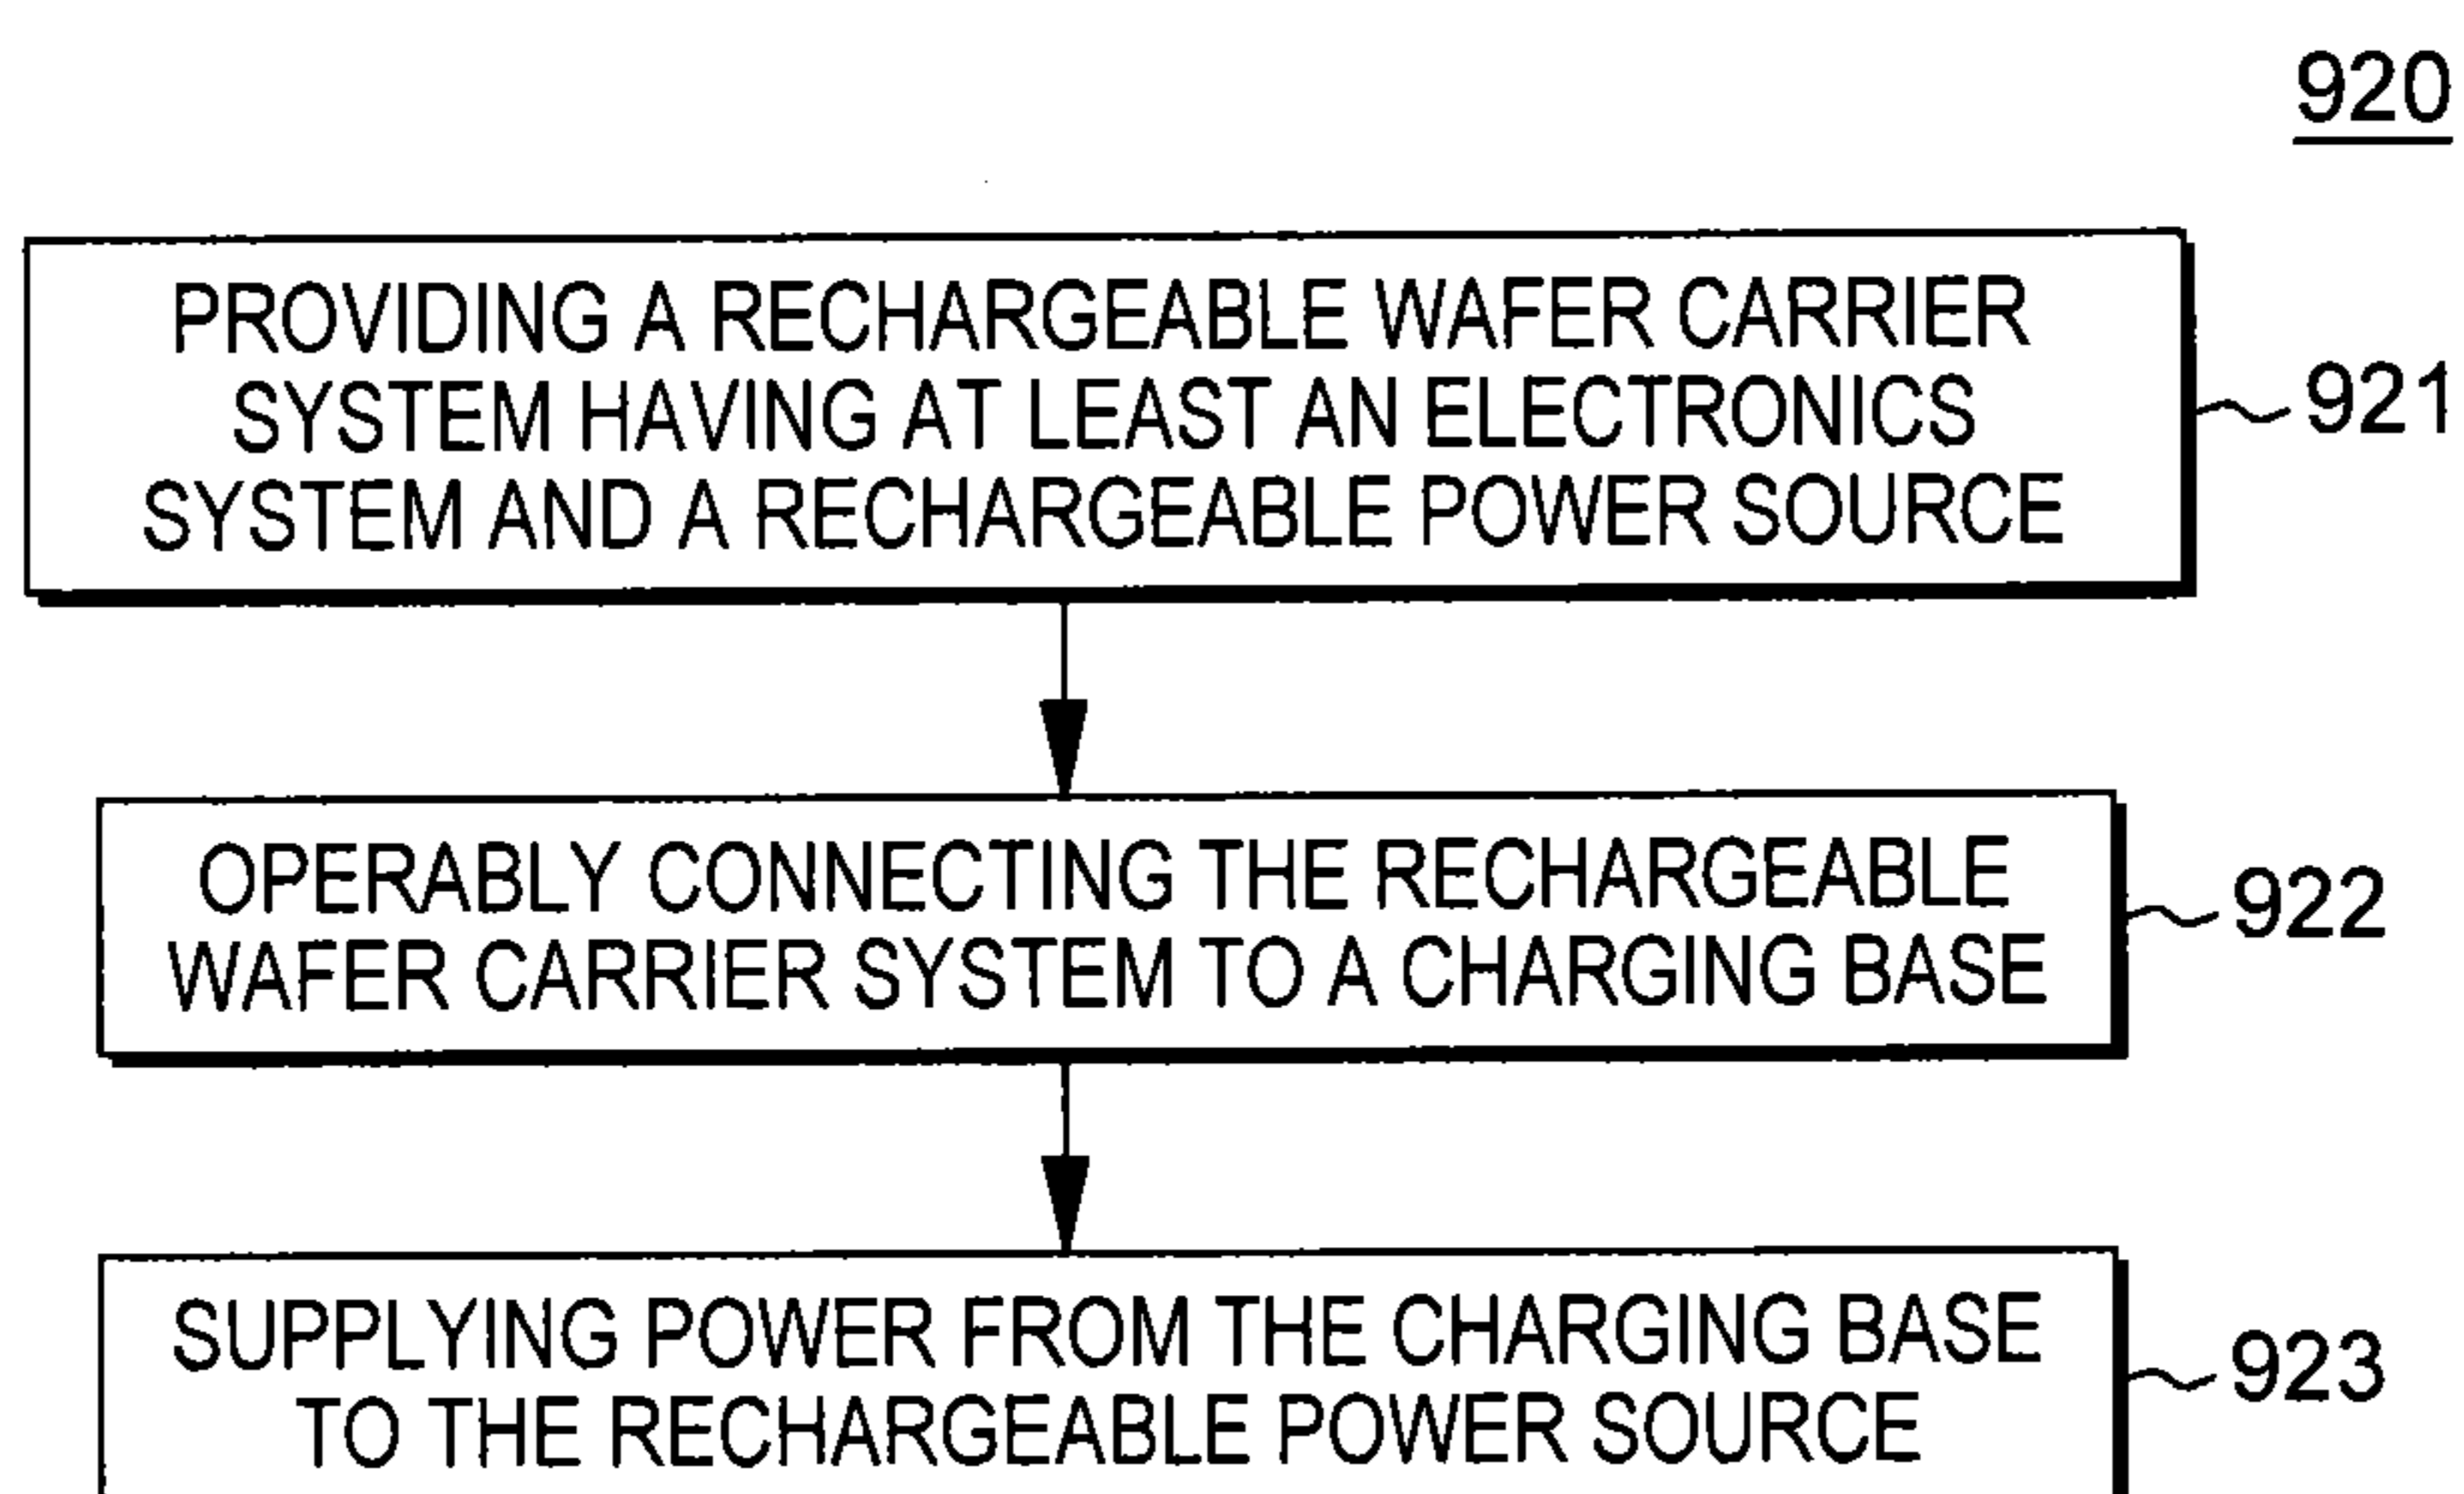 920
PROVIDING A RECHARGEABLE WAFER CARRIER
SYSTEM HAVING AT LEAST AN ELECTRONICS
SYSTEM AND A RECHARGEABLE POWER SOURCE
921
OPERABLY CONNECTING THE RECHARGEABLE
WAFER CARRIER SYSTEM TO A CHARGING BASE
922
SUPPLYING POWER FROM THE CHARGING BASE
TO THE RECHARGEABLE POWER SOURCE
923